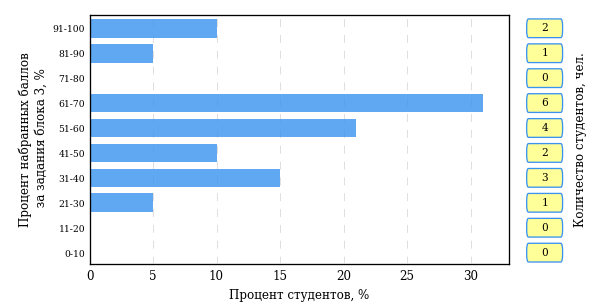 Процент набранных баллов
за задания блока 3, %
91-100 2
81-90 1
71-80 0
61-70 6
51-60 4
41-50 2
31-40 3
21-30 1
11-20 0
0-10 0
0 5 10 15 20 25 30
Процент студентов, %
Количество студентов, чел.